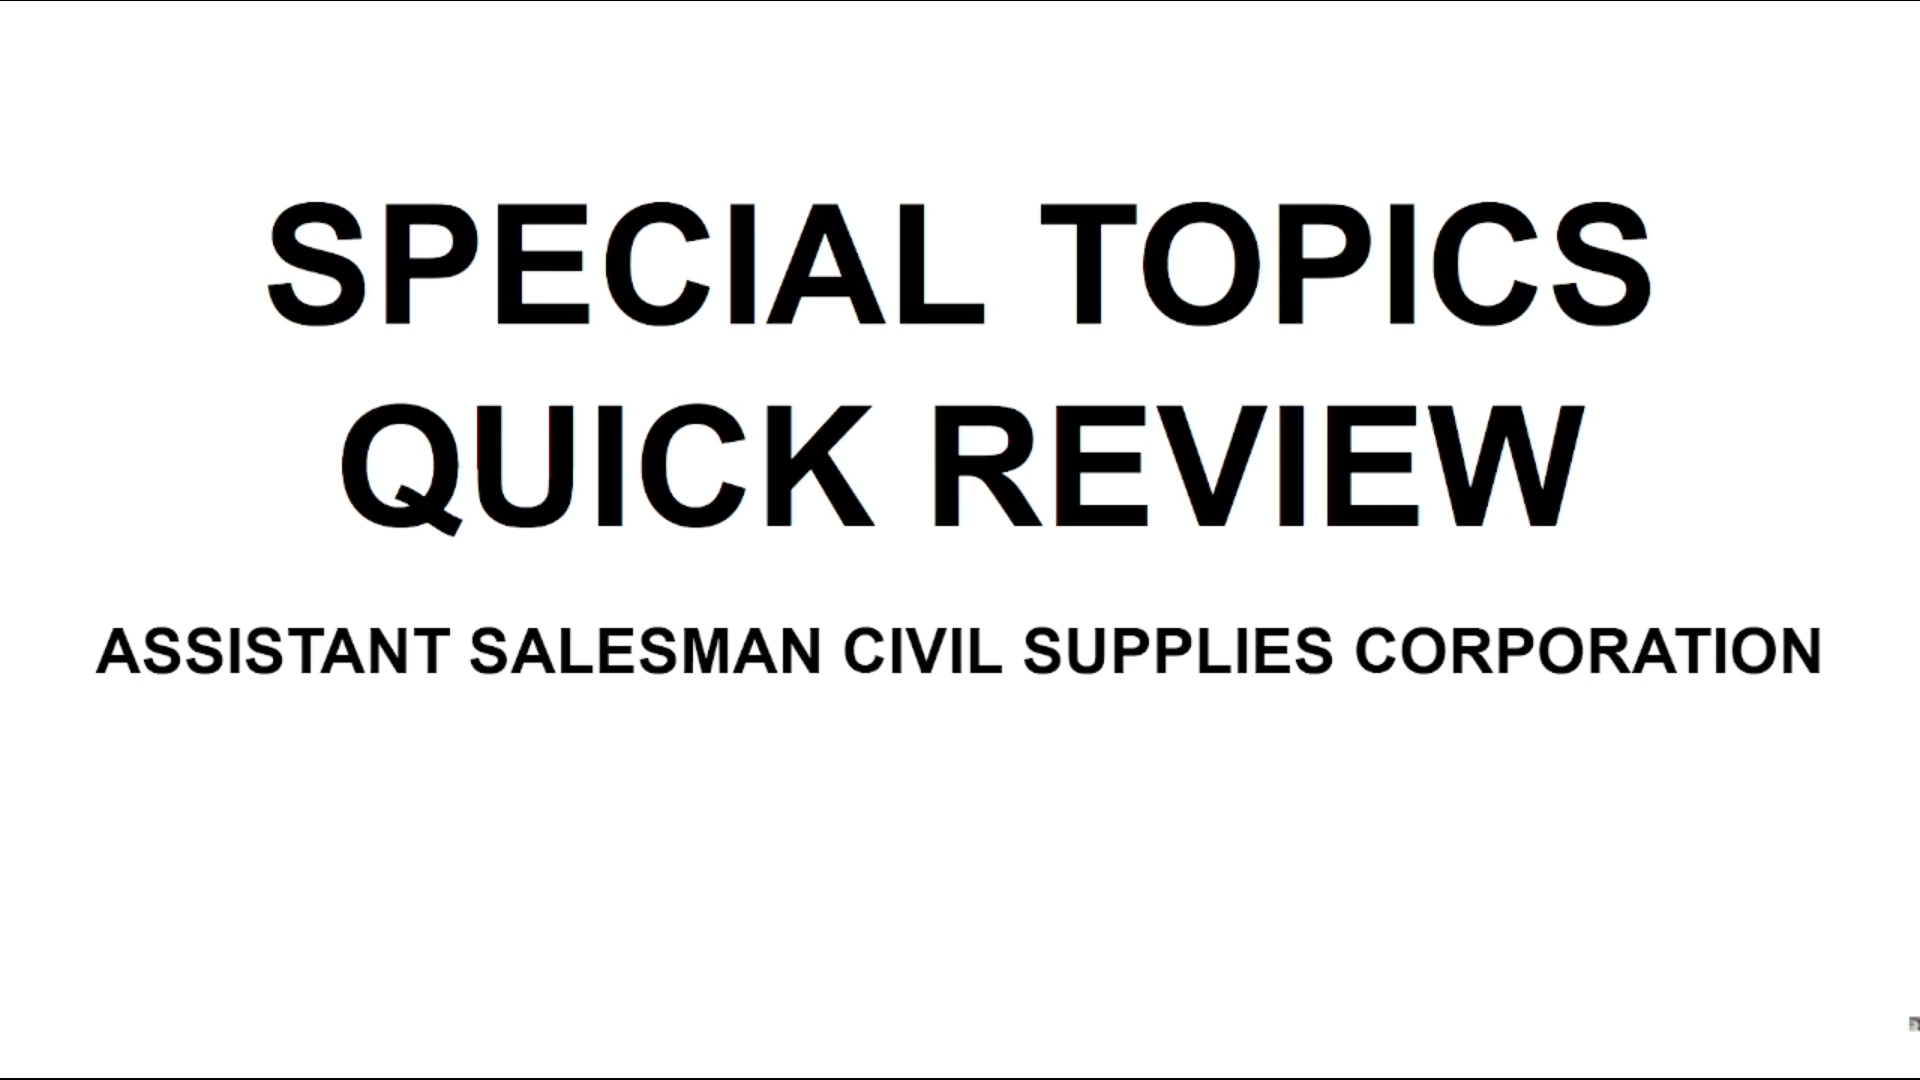 SPECIAL TOPICS
QUICK REVIEW
ASSISTANT SALESMAN CIVIL SUPPLIES CORPORATION